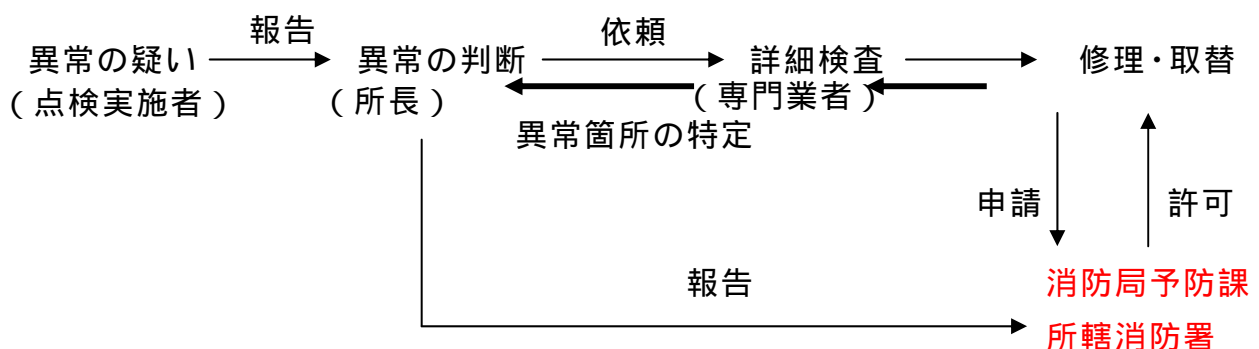 報告
依頼
異常の疑い
異常の判断
詳細検査
修理・取替
(点検実施者)
(所長)
(専門業者)
異常箇所の特定
申請
許可
報告
消防局予防課
所轄消防署